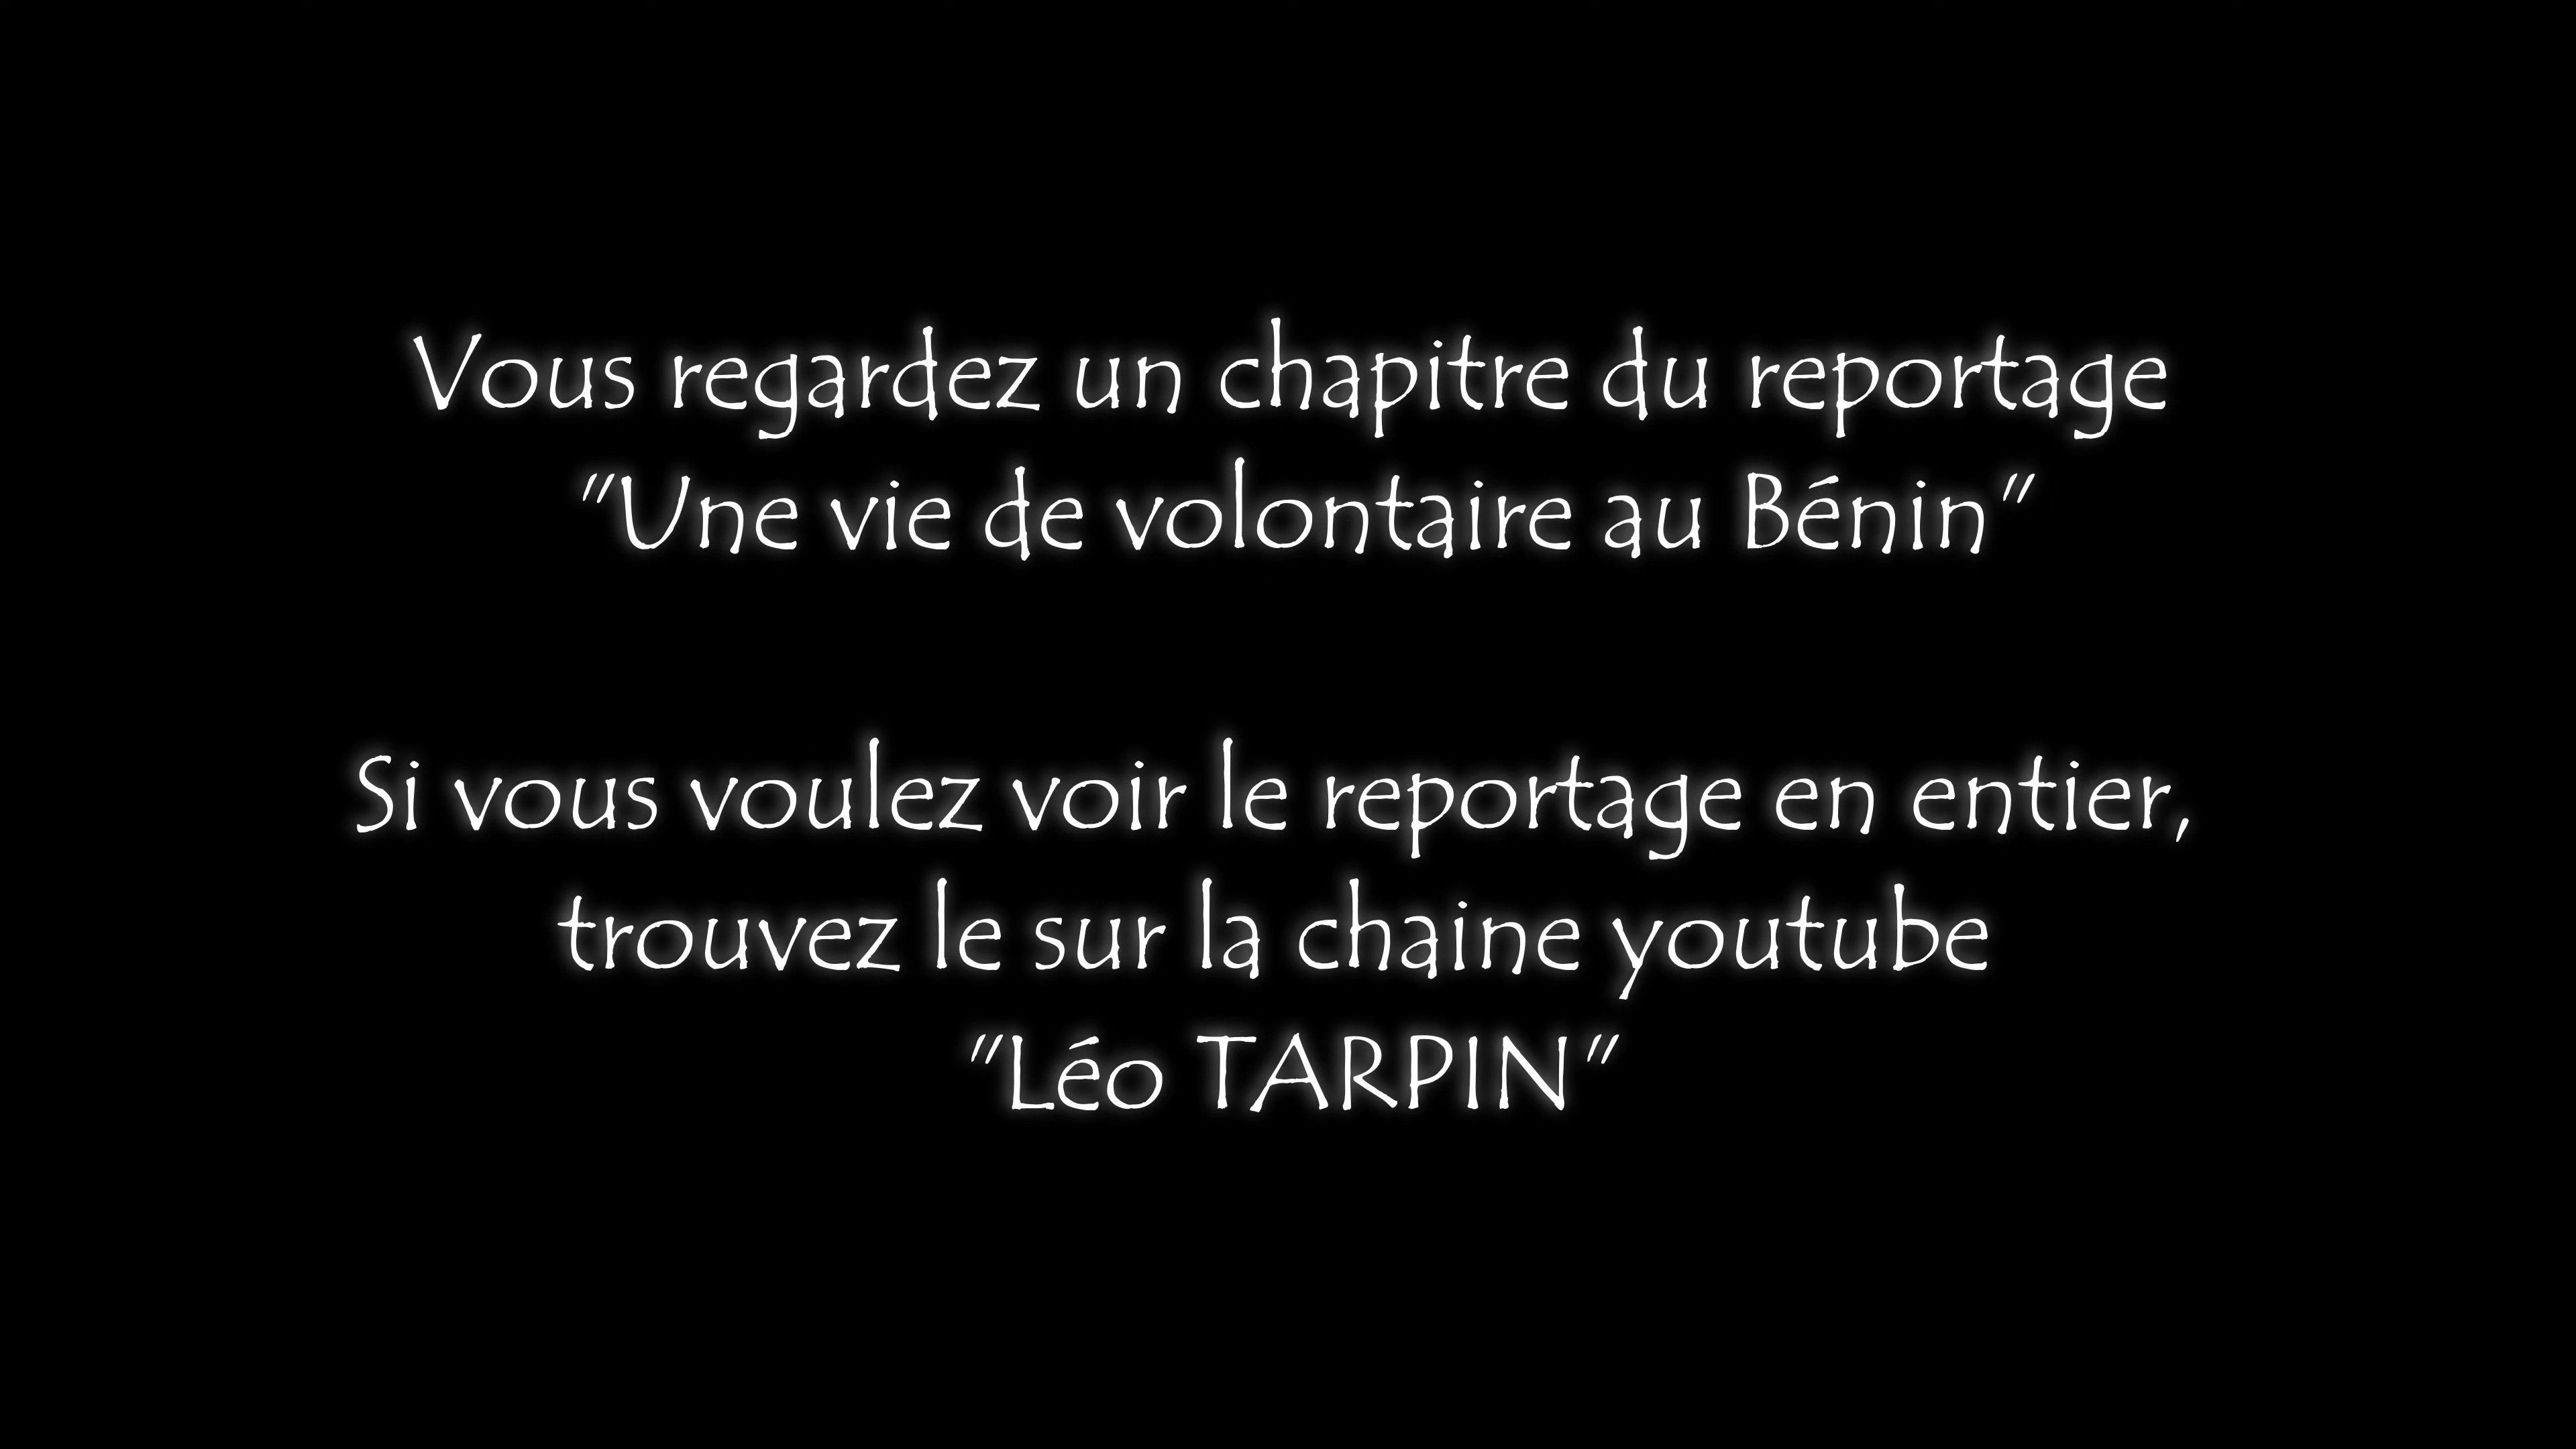 Vous regardez un chapitre du reportage
"Une vie de volontaire au Bénin"
Si vous voulez voir le reportage en entier,
trouvez le sur la chaine youtube
"Léo TARPIN"